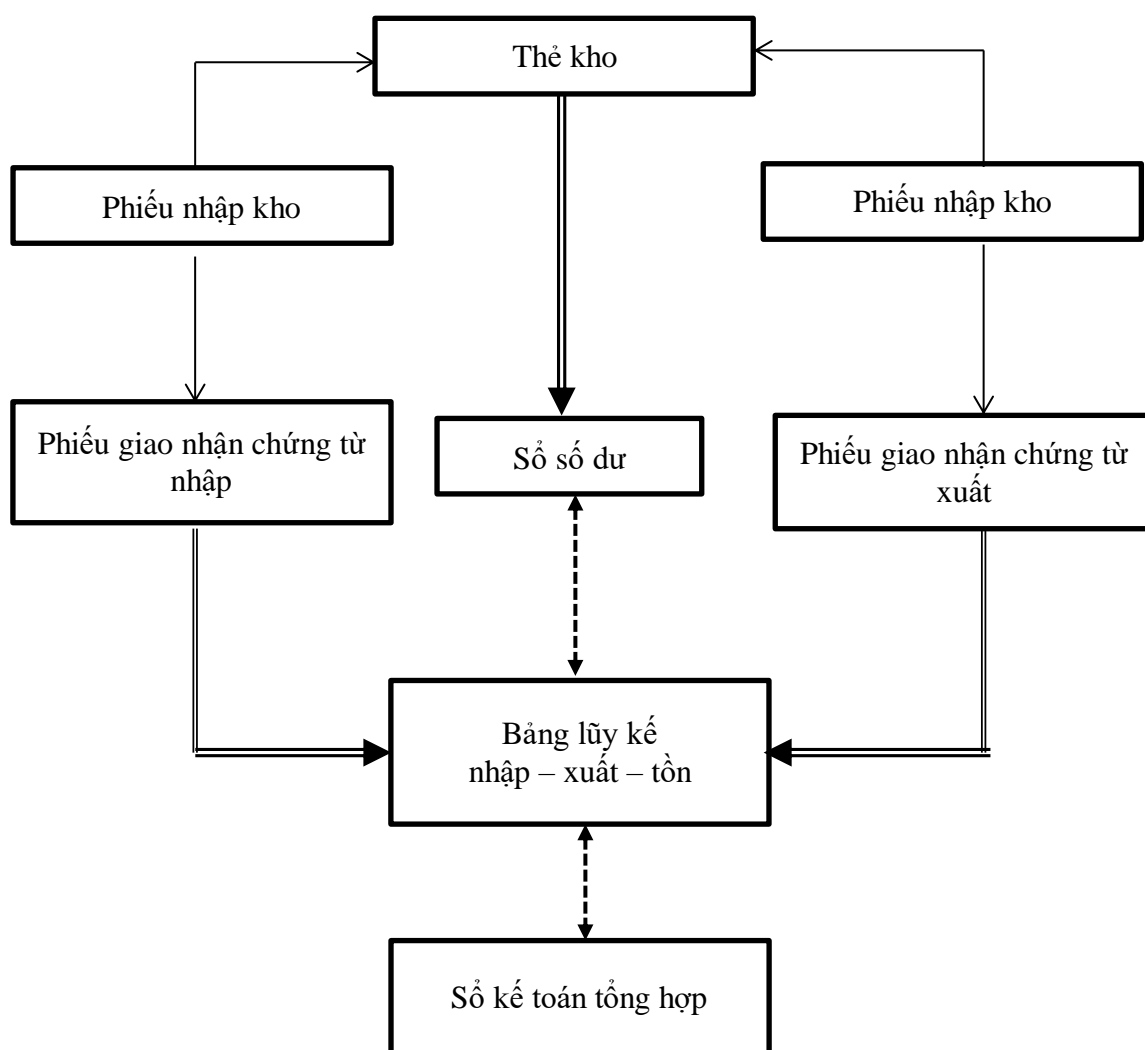 Thẻ kho
Phiếu nhập kho
Phiếu nhập kho
Phiếu giao nhận chứng từ
nhập
Sổ số dư
Phiếu giao nhận chứng từ
xuất
Bảng lũy kế
nhập – xuất – tồn
Sổ kế toán tổng hợp